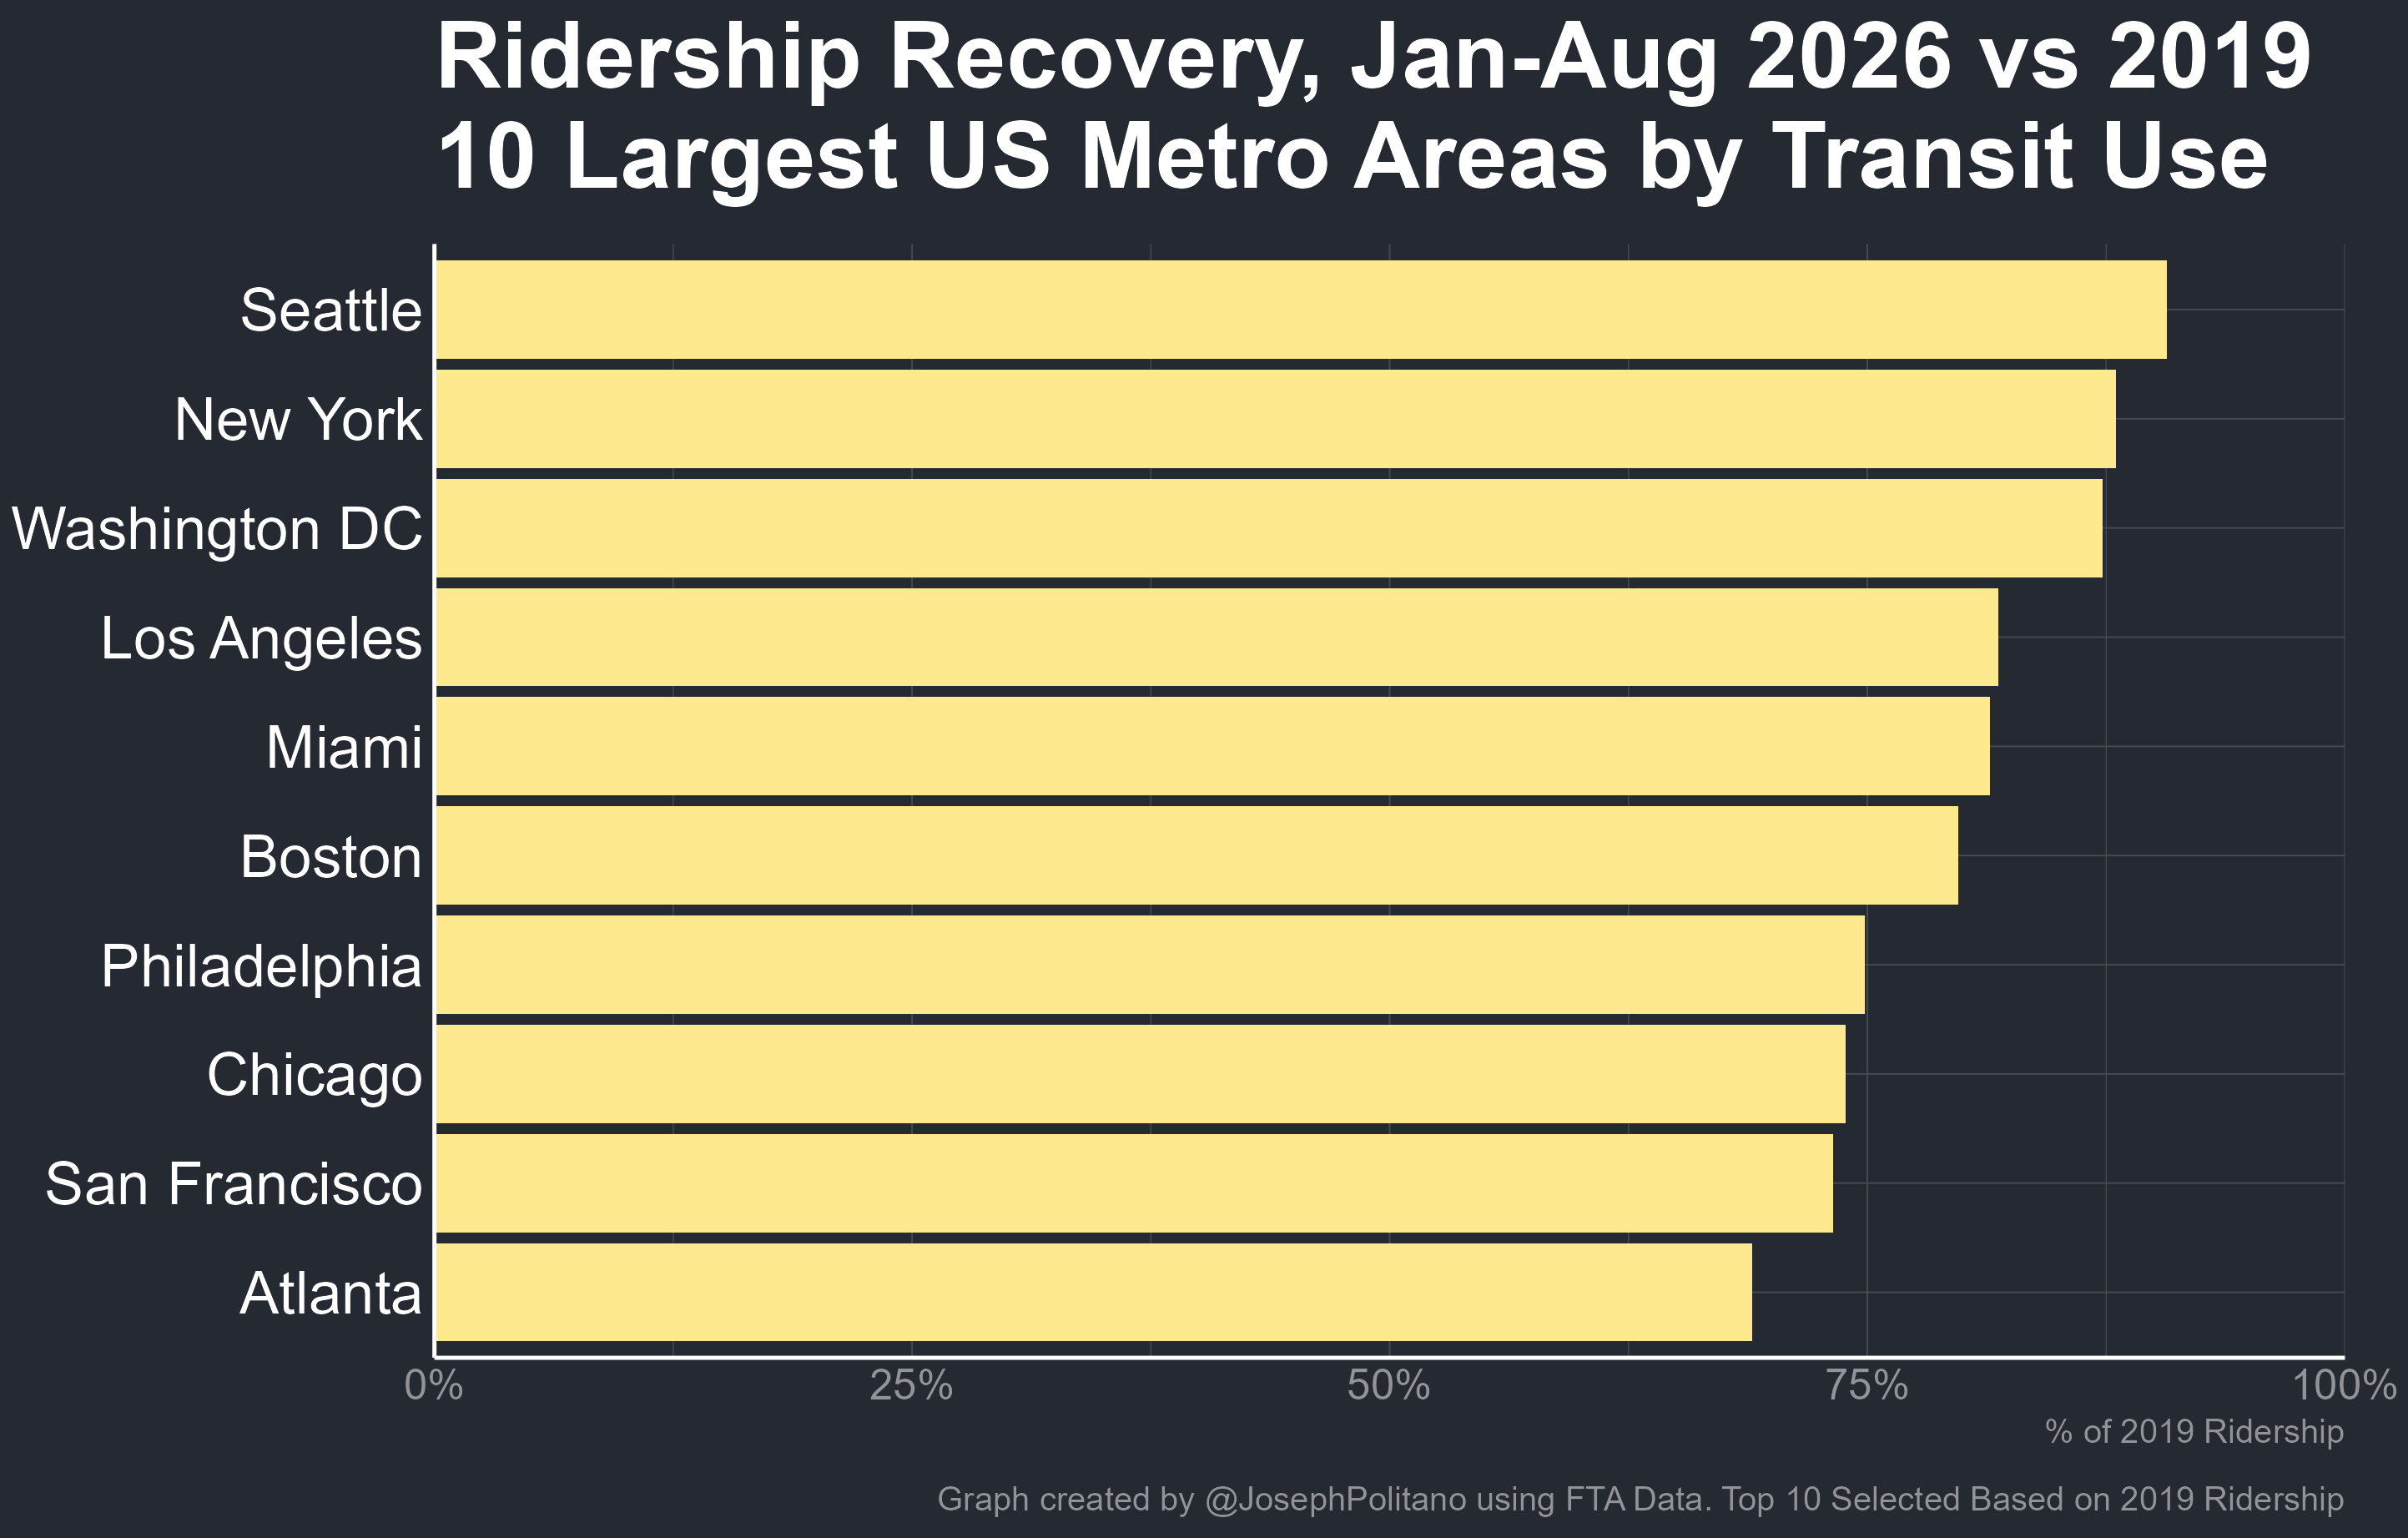 Ridership Recovery, Jan-Aug 2026 vs 2019
10 Largest US Metro Areas by Transit Use
Seattle
New York
Washington DC
Los Angeles
Miami
Boston
Philadelphia
Chicago
San Francisco
Atlanta
0% 25% 50% 75% 100%
% of 2019 Ridership
Graph created by @JosephPolitano using FTA Data. Top 10 Selected Based on 2019 Ridership